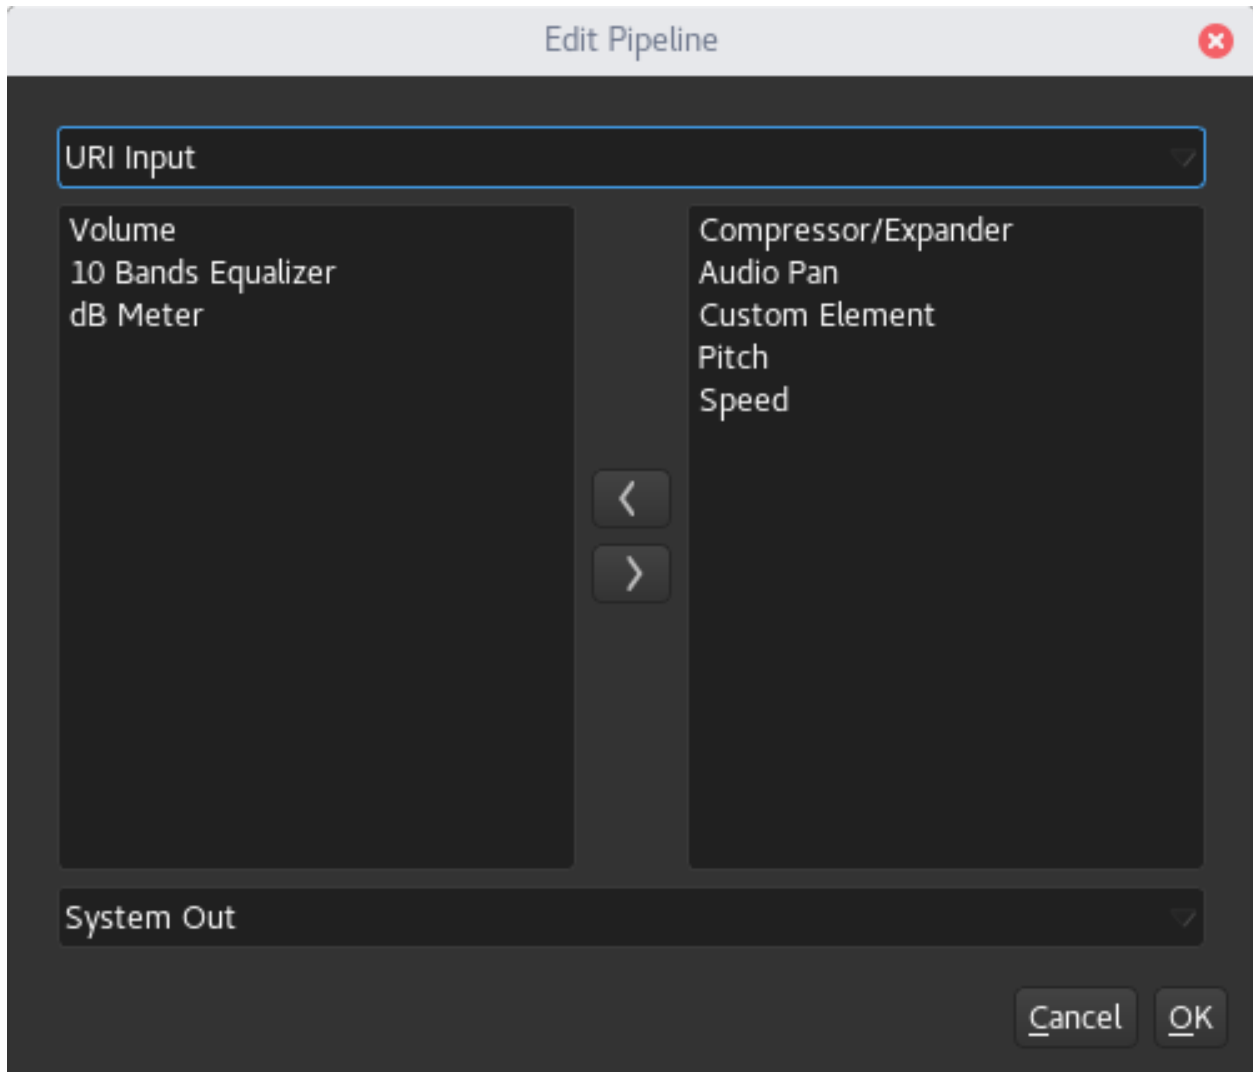 Edit Pipeline
URI Input
Volume
10 Bands Equalizer
dB Meter
Compressor/Expander
Audio Pan
Custom Element
Pitch
Speed
System Out
Cancel
OK